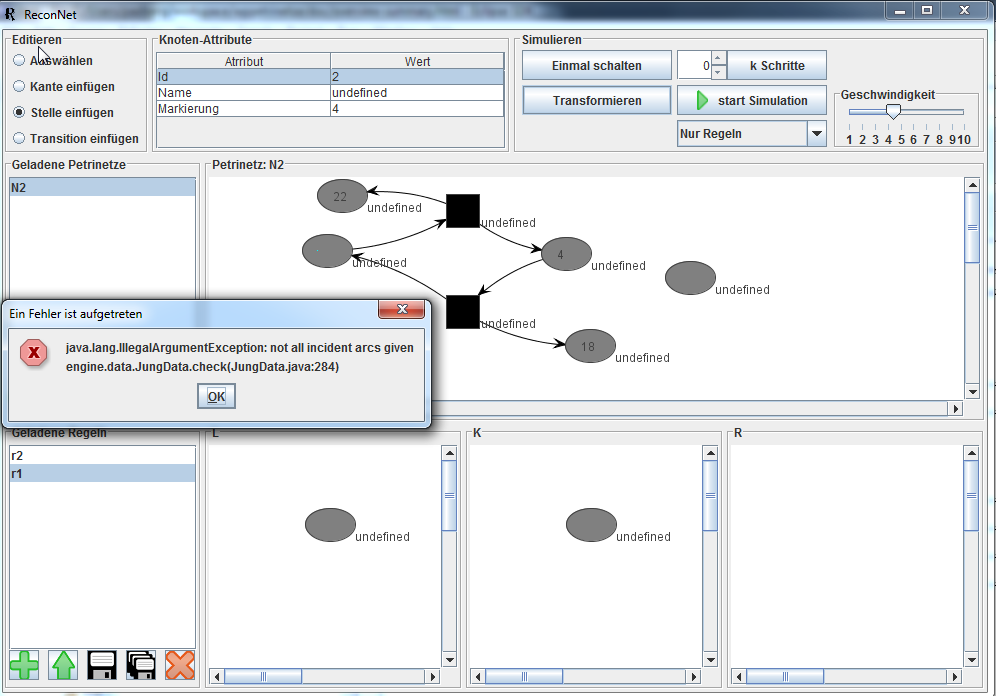 ReconNet
Editieren
Auswählen
Kante einfügen
Stelle einfügen
Transition einfügen
Knoten-Attribute
Atrribut Wert
Id 2
Name undefined
Markierung 4
Simulieren
Einmal schalten
0
k Schritte
Transformieren
start Simulation
Nur Regeln
Geschwindigkeit
1 2 3 4 5 6 7 8 9 10
Geladene Petrinetze
N2
Petrinetz: N2
22
undefined
undefined
undefined
4
undefined
undefined
undefined
18
undefined
Ein Fehler ist aufgetreten
java.lang.IllegalArgumentException: not all incident arcs given
engine.data.JungData.check(JungData.java:284)
OK
Geladene Regeln
r2
r1
L
undefined
K
undefined
R